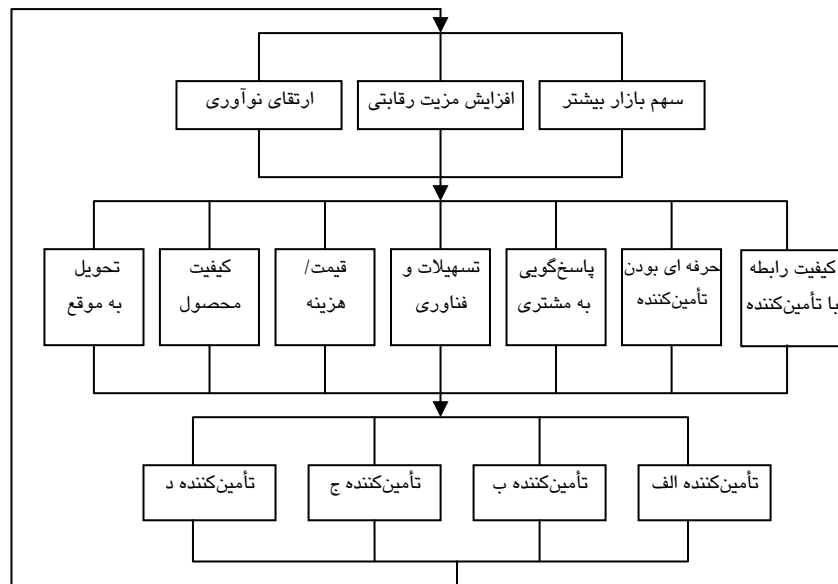 سهم بازار بیشتر
افزایش مزیت رقابتی
ارتقای نوآوری
کیفیت رابطه
با تأمین‌کننده
حرفه ای بودن
تأمین‌کننده
پاسخ‌گویی
به مشتری
تسهیلات و
فناوری
قیمت/
هزینه
کیفیت
محصول
تحویل
به موقع
تأمین‌کننده الف
تأمین‌کننده ب
تأمین‌کننده ج
تأمین‌کننده د